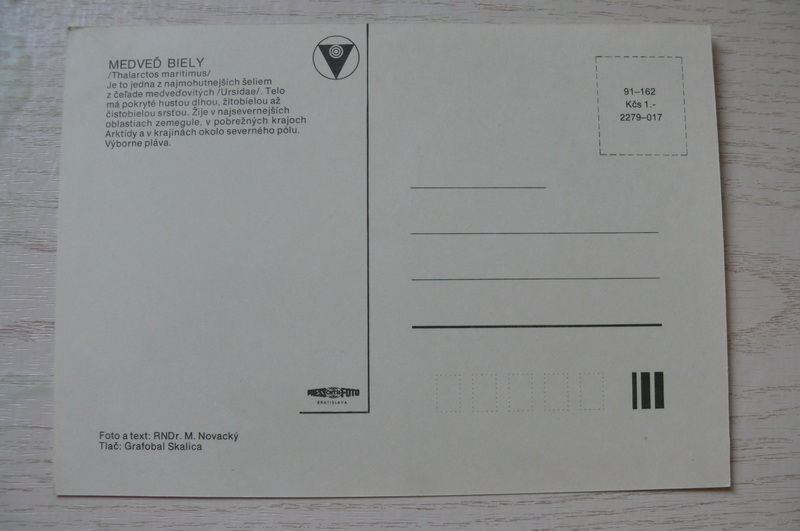 MEDVEĎ BIELY
/Thalarctos maritimus/
Je to jedna z najmohutnejších šeliem
z čeľade medveďovitých /Ursidae/. Telo
má pokryté hustou dlhou, žltobielou až
čistobielou srsťou. Žije v najsevernejších
oblastiach zemegule, v pobrežných krajoch
Arktidy a v krajinách okolo severného pólu.
Výborne pláva.
91–162
Kčs 1.-
2279–017
PRESSFOTO
BRATISLAVA
Foto a text: RNDr. M. Novacký
Tlač: Grafobal Skalica